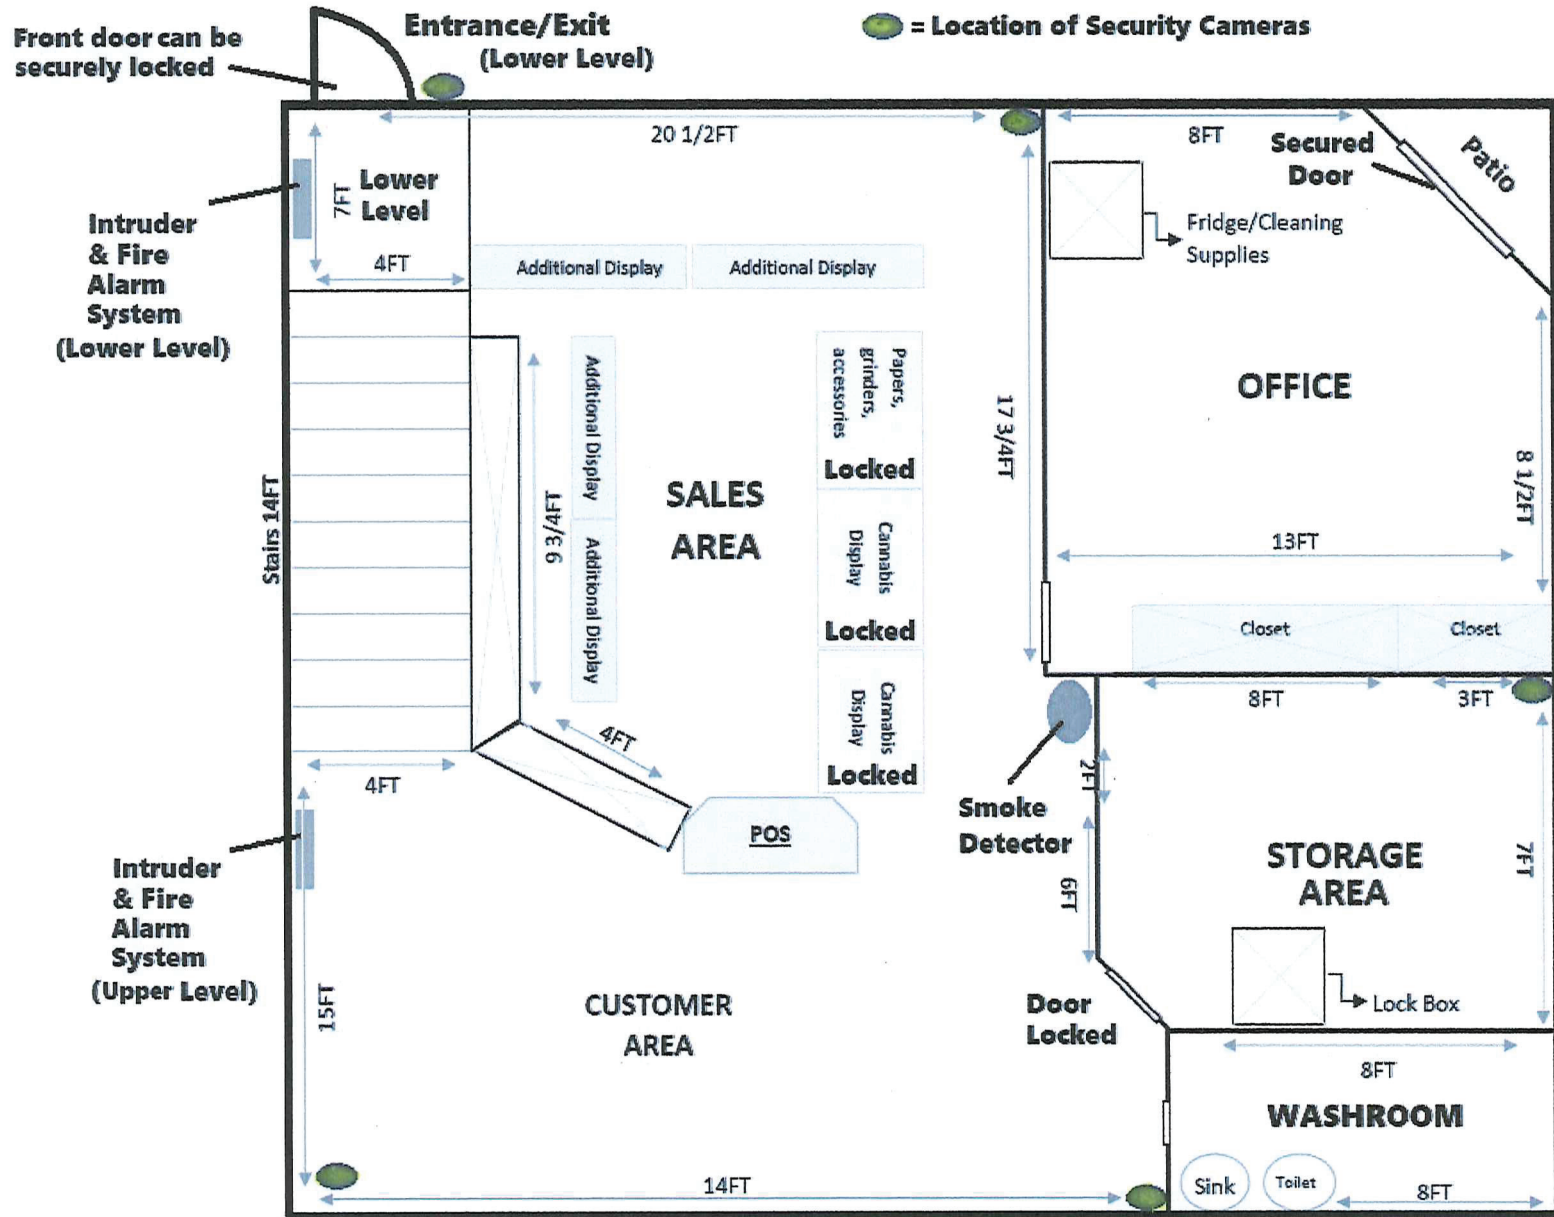 Front door can be
securely locked
Entrance/Exit
(Lower Level)
= Location of Security Cameras
20 1/2FT
8FT
Secured
Door
Patio
7FT
Lower
Level
4FT
Intruder
& Fire
Alarm
System
(Lower Level)
Fridge/Cleaning
Supplies
Additional Display
Additional Display
Additional Display
Additional Display
9 3/4FT
Papers,
grinders,
accessories
Locked
Cannabis
Display
Locked
Cannabis
Display
Locked
SALES
AREA
17 3/4FT
OFFICE
8 1/2FT
13FT
Closet
Closet
Stairs 14FT
8FT
3FT
4FT
4FT
2FT
Smoke
Detector
POS
6FT
STORAGE
AREA
7FT
Intruder
& Fire
Alarm
System
(Upper Level)
15FT
CUSTOMER
AREA
Door
Locked
Lock Box
8FT
WASHROOM
Sink
Toilet
8FT
14FT